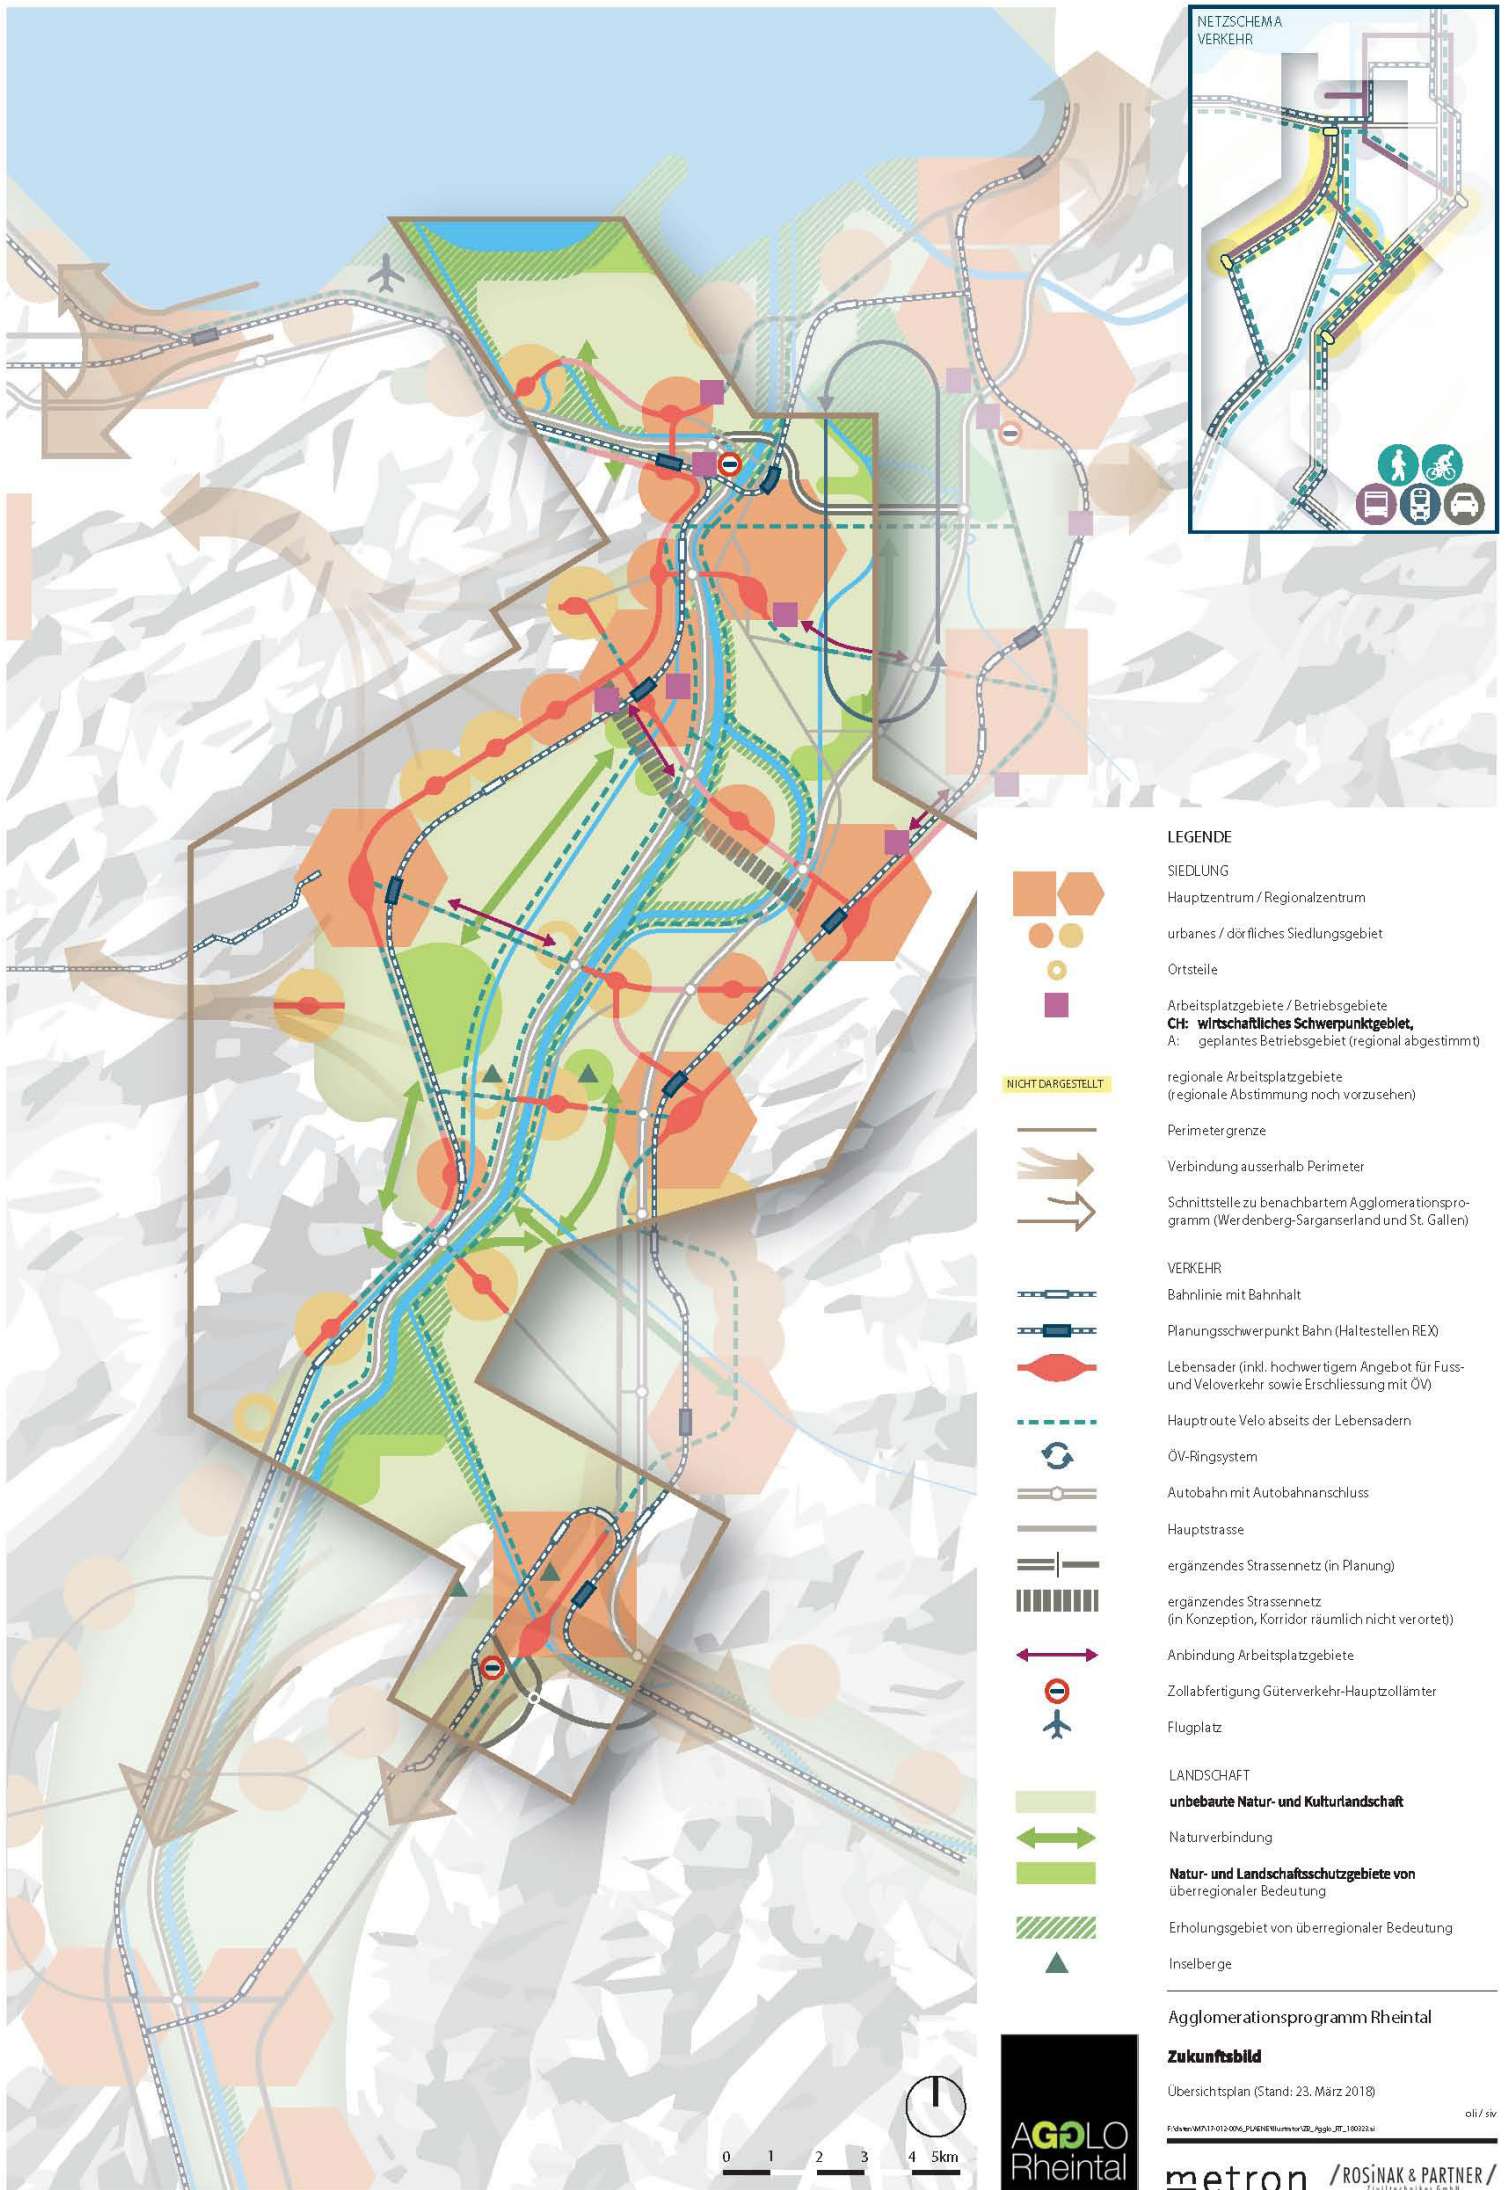 NETZSCHEMA
VERKEHR
LEGENDE
SIEDLUNG
Hauptzentrum / Regionalzentrum
urbanes / dörfliches Siedlungsgebiet
Ortsteile
Arbeitsplatzgebiete / Betriebsgebiete
CH: wirtschaftliches Schwerpunktgebiet,
A: geplantes Betriebsgebiet (regional abgestimmt)
NICHT DARGESTELLT
regionale Arbeitsplatzgebiete
(regionale Abstimmung noch vorzusehen)
Perimetergrenze
Verbindung ausserhalb Perimeter
Schnittstelle zu benachbartem Agglomerationspro-
gramm (Werdenberg-Sarganserland und St. Gallen)
VERKEHR
Bahnlinie mit Bahnhalt
Planungsschwerpunkt Bahn (Haltestellen REX)
Lebensader (inkl. hochwertigem Angebot für Fuss-
und Veloverkehr sowie Erschliessung mit ÖV)
Hauptroute Velo abseits der Lebensadern
ÖV-Ringsystem
Autobahn mit Autobahnanschluss
Hauptstrasse
ergänzendes Strassennetz (in Planung)
ergänzendes Strassennetz
(in Konzeption, Korridor räumlich nicht verortet))
Anbindung Arbeitsplatzgebiete
Zollabfertigung Güterverkehr-Hauptzollämter
Flugplatz
LANDSCHAFT
unbebaute Natur- und Kulturlandschaft
Naturverbindung
Natur- und Landschaftsschutzgebiete von
überregionaler Bedeutung
Erholungsgebiet von überregionaler Bedeutung
Inselberge
Agglomerationsprogramm Rheintal
Zukunftsbild
Übersichtsplan (Stand: 23. März 2018)
oli / siv
AGGLO
Rheintal
0 1 2 3 4 5km
metron
/ROSiNAK & PARTNER/